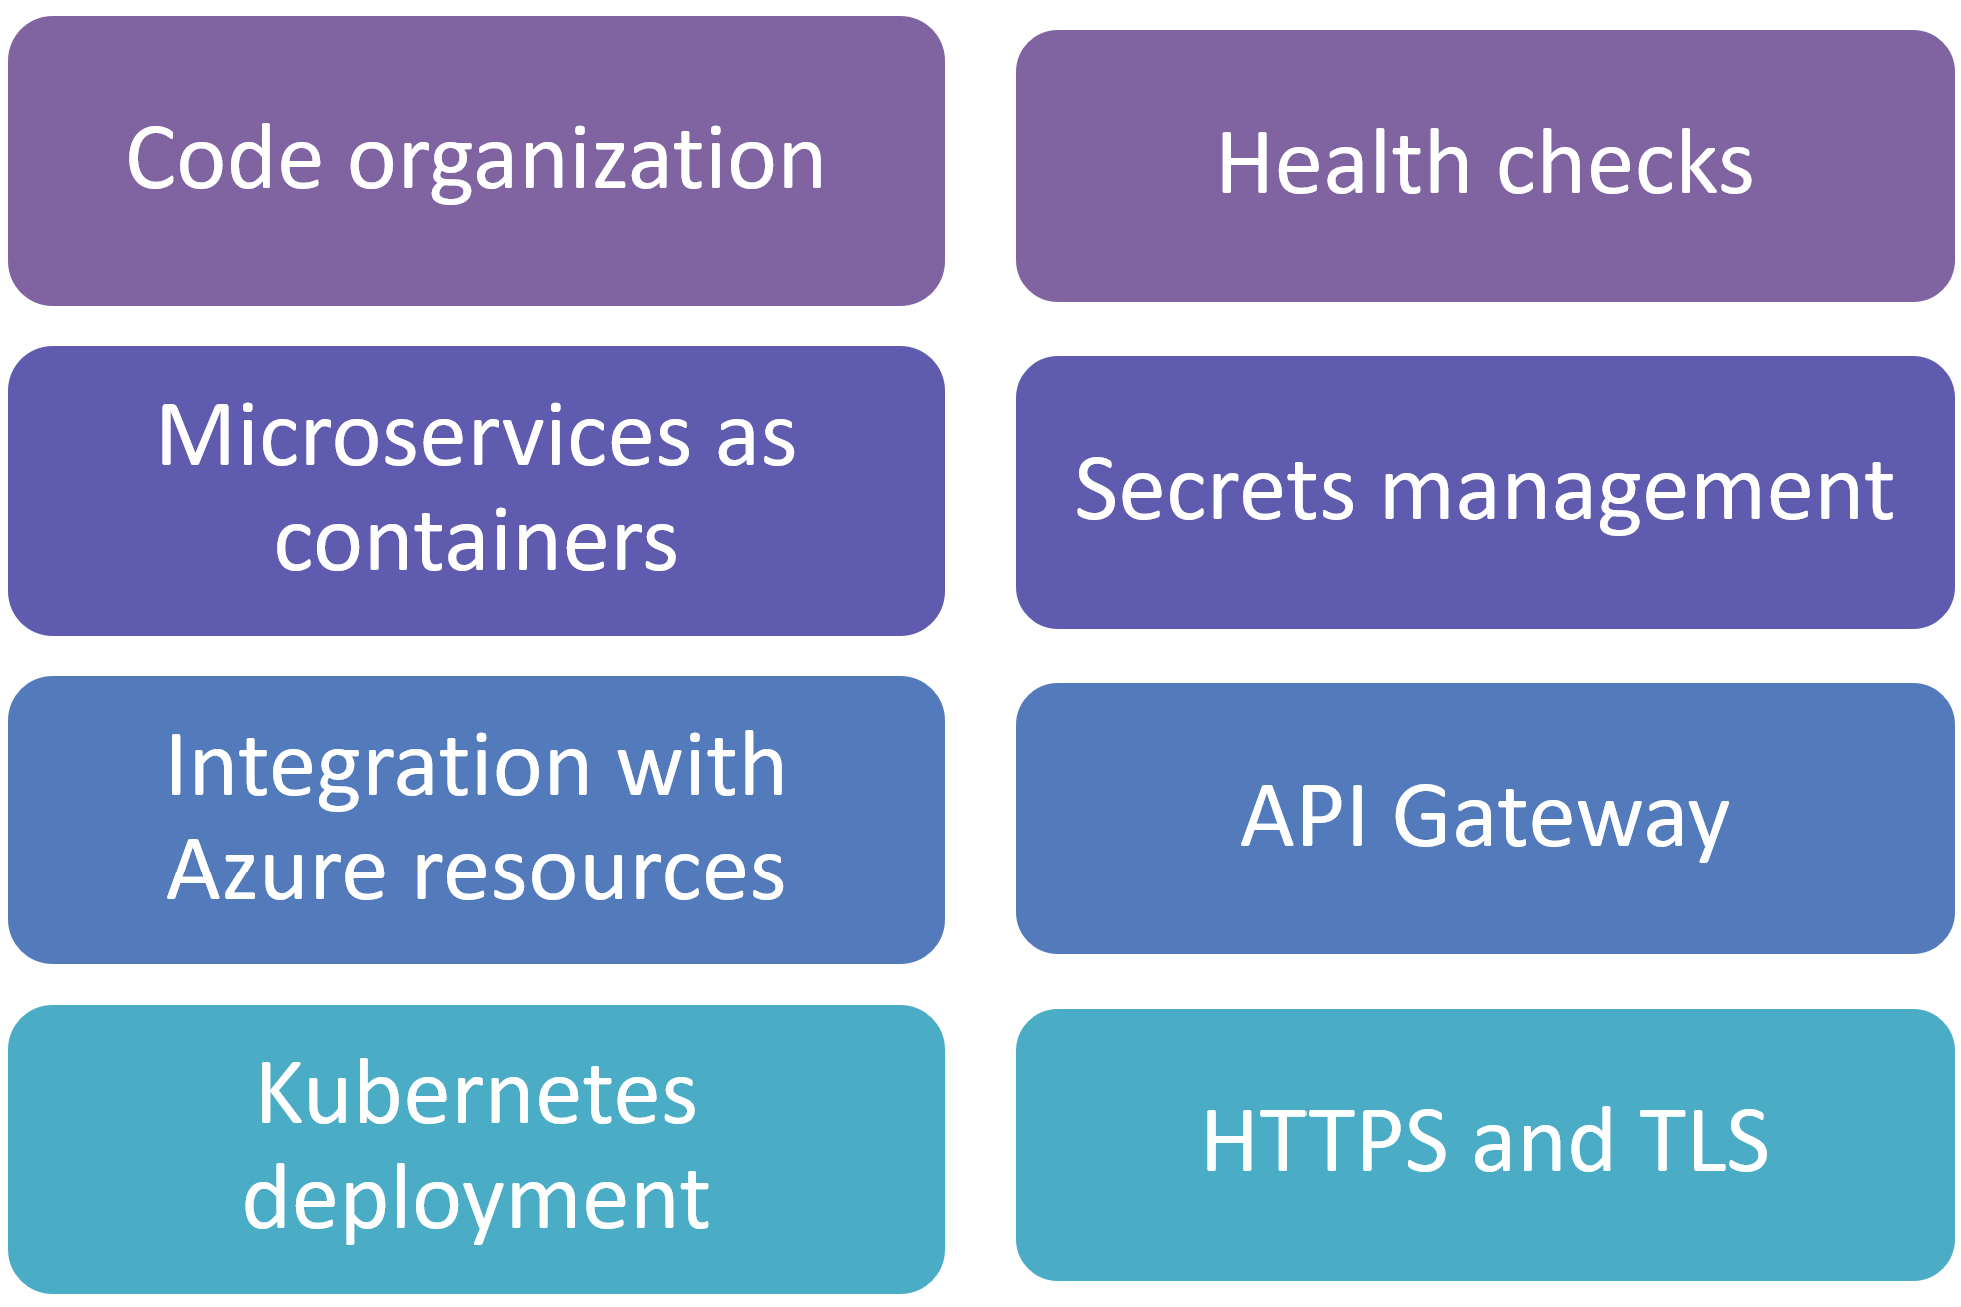 Code organization
Microservices as
containers
Integration with
Azure resources
Kubernetes
deployment
Health checks
Secrets management
API Gateway
HTTPS and TLS